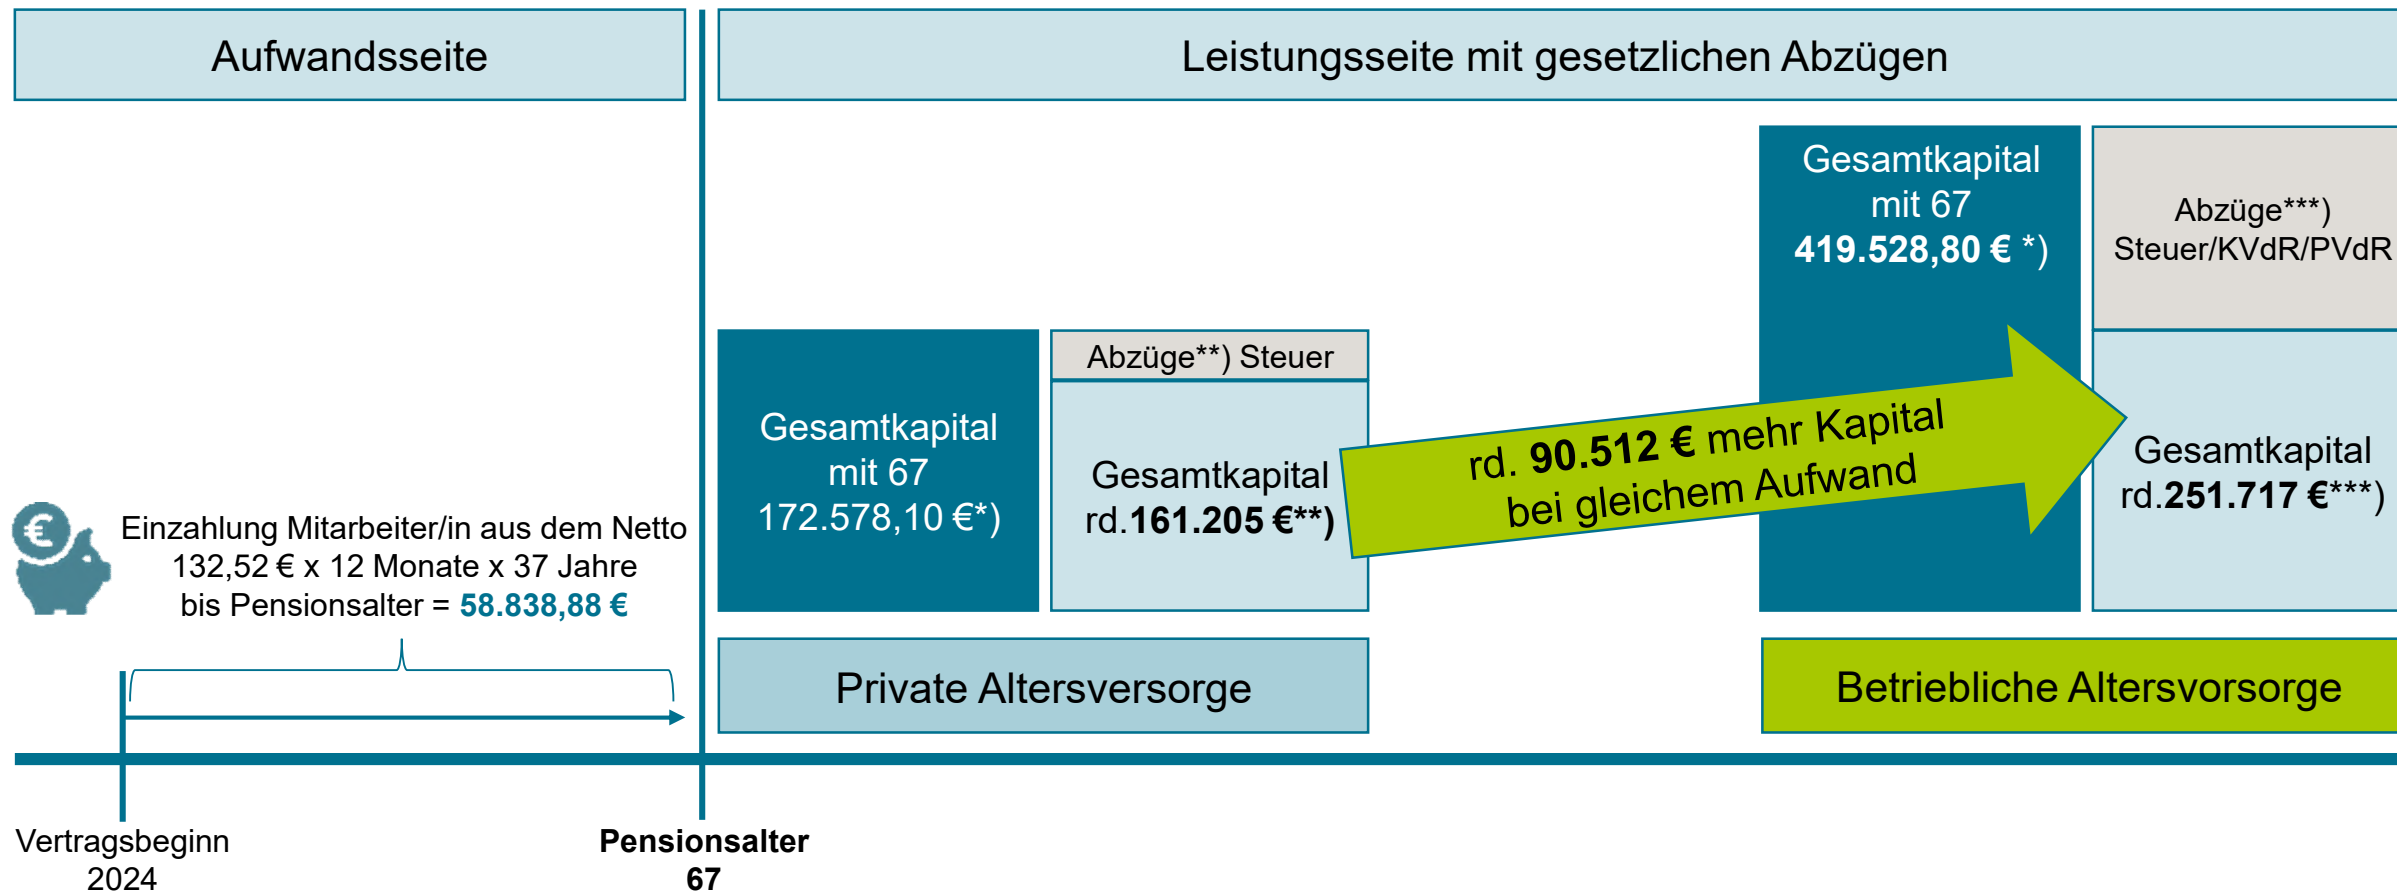 Aufwandsseite
Leistungsseite mit gesetzlichen Abzügen
€
Einzahlung Mitarbeiter/in aus dem Netto
132,52 € x 12 Monate x 37 Jahre
bis Pensionsalter = 58.838,88 €
Gesamtkapital
mit 67
172.578,10 €*)
Abzüge**) Steuer
Gesamtkapital
rd.161.205 €**)
rd. 90.512 € mehr Kapital
bei gleichem Aufwand
Gesamtkapital
mit 67
419.528,80 € *)
Abzüge***)
Steuer/KVdR/PVdR
Gesamtkapital
rd.251.717 €***)
Private Altersversorge
Betriebliche Altersvorsorge
Vertragsbeginn
2024
Pensionsalter
67